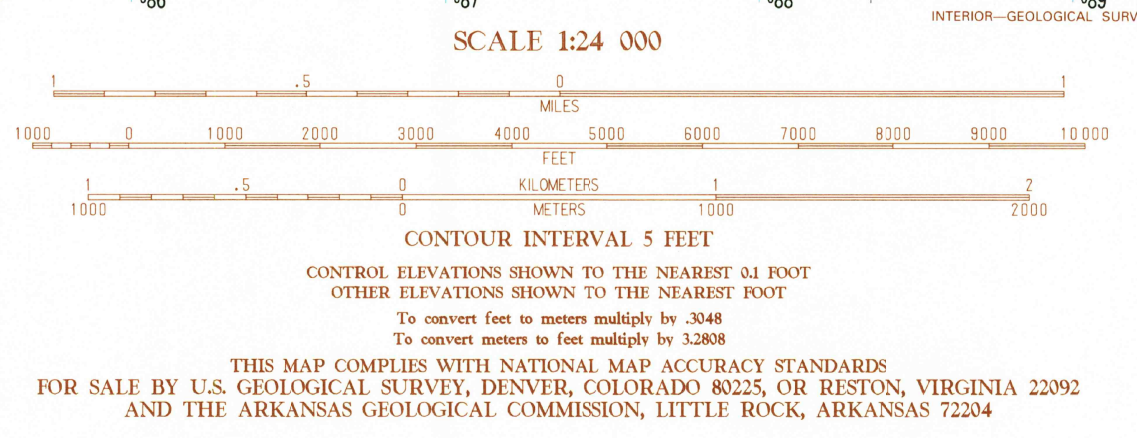 ⁰86 ⁰87 ⁰88 ⁰89
INTERIOR—GEOLOGICAL SURV
SCALE 1:24 000
1 .5 0 1
MILES
1000 0 1000 2000 3000 4000 5000 6000 7000 8000 9000 10 000
FEET
1 .5 0 KILOMETERS 1 2
1000 0 METERS 1000 2000
CONTOUR INTERVAL 5 FEET
CONTROL ELEVATIONS SHOWN TO THE NEAREST 0.1 FOOT
OTHER ELEVATIONS SHOWN TO THE NEAREST FOOT
To convert feet to meters multiply by .3048
To convert meters to feet multiply by 3.2808
THIS MAP COMPLIES WITH NATIONAL MAP ACCURACY STANDARDS
FOR SALE BY U.S. GEOLOGICAL SURVEY, DENVER, COLORADO 80225, OR RESTON, VIRGINIA 22092
AND THE ARKANSAS GEOLOGICAL COMMISSION, LITTLE ROCK, ARKANSAS 72204